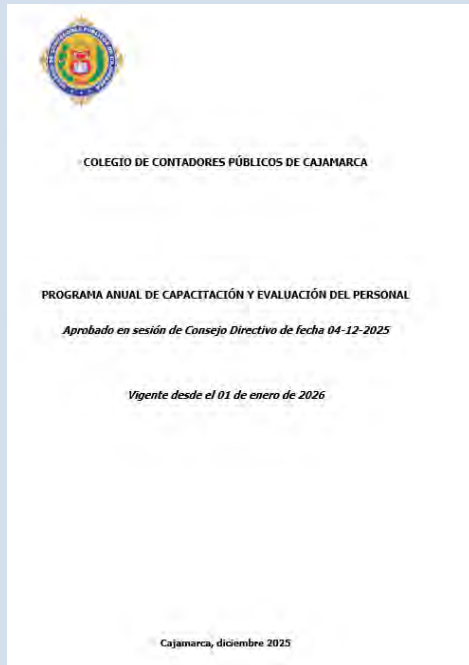 COLEGIO DE CONTADORES PÚBLICOS DE CAJAMARCA
PROGRAMA ANUAL DE CAPACITACIÓN Y EVALUACIÓN DEL PERSONAL
Aprobado en sesión de Consejo Directivo de fecha 04-12-2025
Vigente desde el 01 de enero de 2026
Cajamarca, diciembre 2025